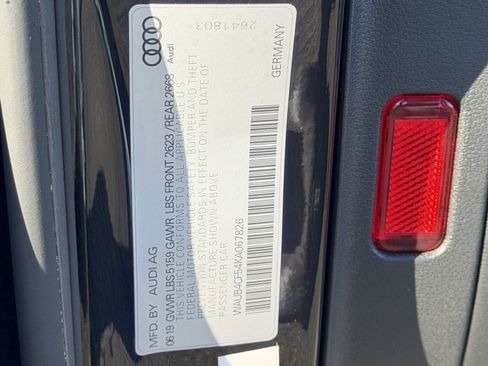 MFD. BY AUDI AG
06 19 GVWR LBS 5159 GAWR LBS FRONT 2623 / REAR 2668
THIS VEHICLE CONFORMS TO ALL APPLICABLE U S
FEDERAL MOTOR VEHICLE SAFETY, BUMPER AND THEFT
PREVENTION STANDARDS IN EFFECT ON THE DATE OF
MANUFACTURE SHOWN ABOVE
PASSENGER CAR
WAUB4CF54KA067826
Audi
2641803
GERMANY